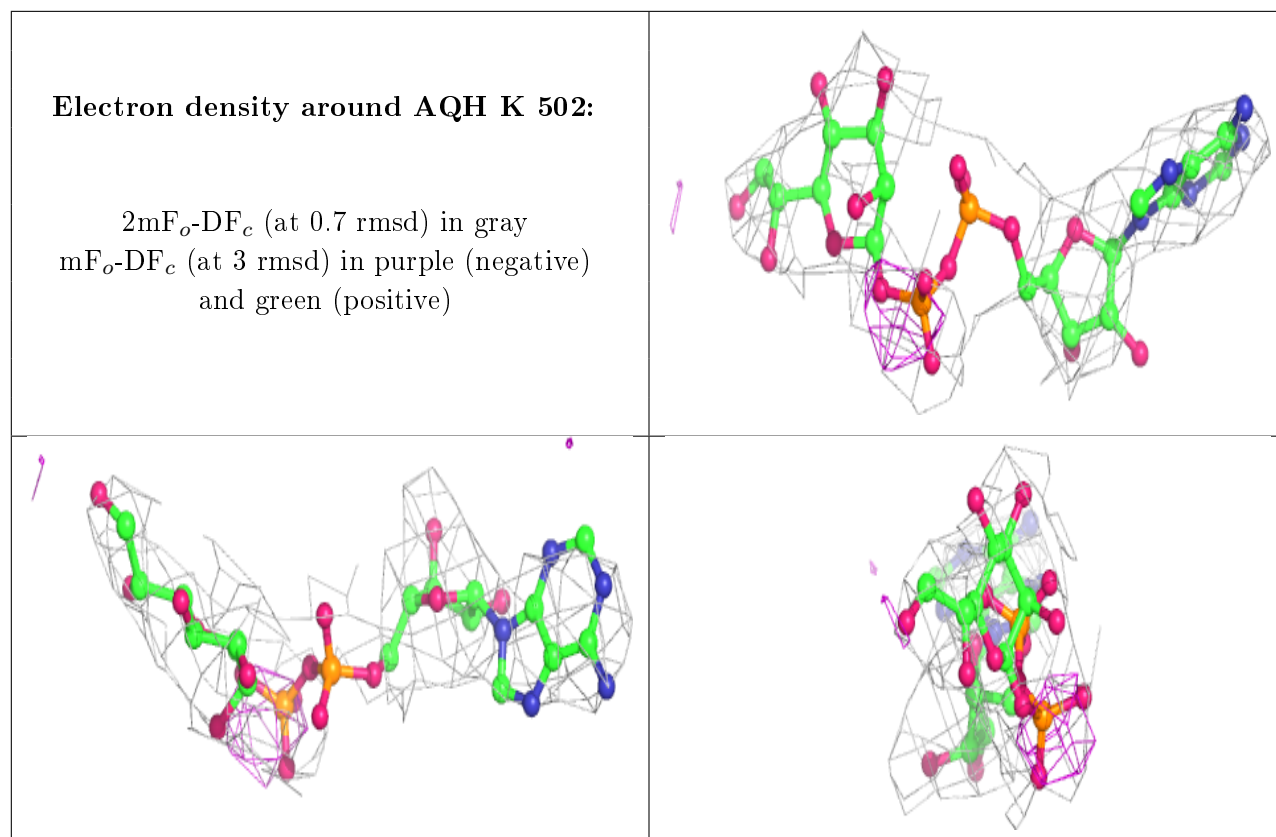 Electron density around AQH K 502:
2mFo-DFc (at 0.7 rmsd) in gray
mFo-DFc (at 3 rmsd) in purple (negative)
and green (positive)